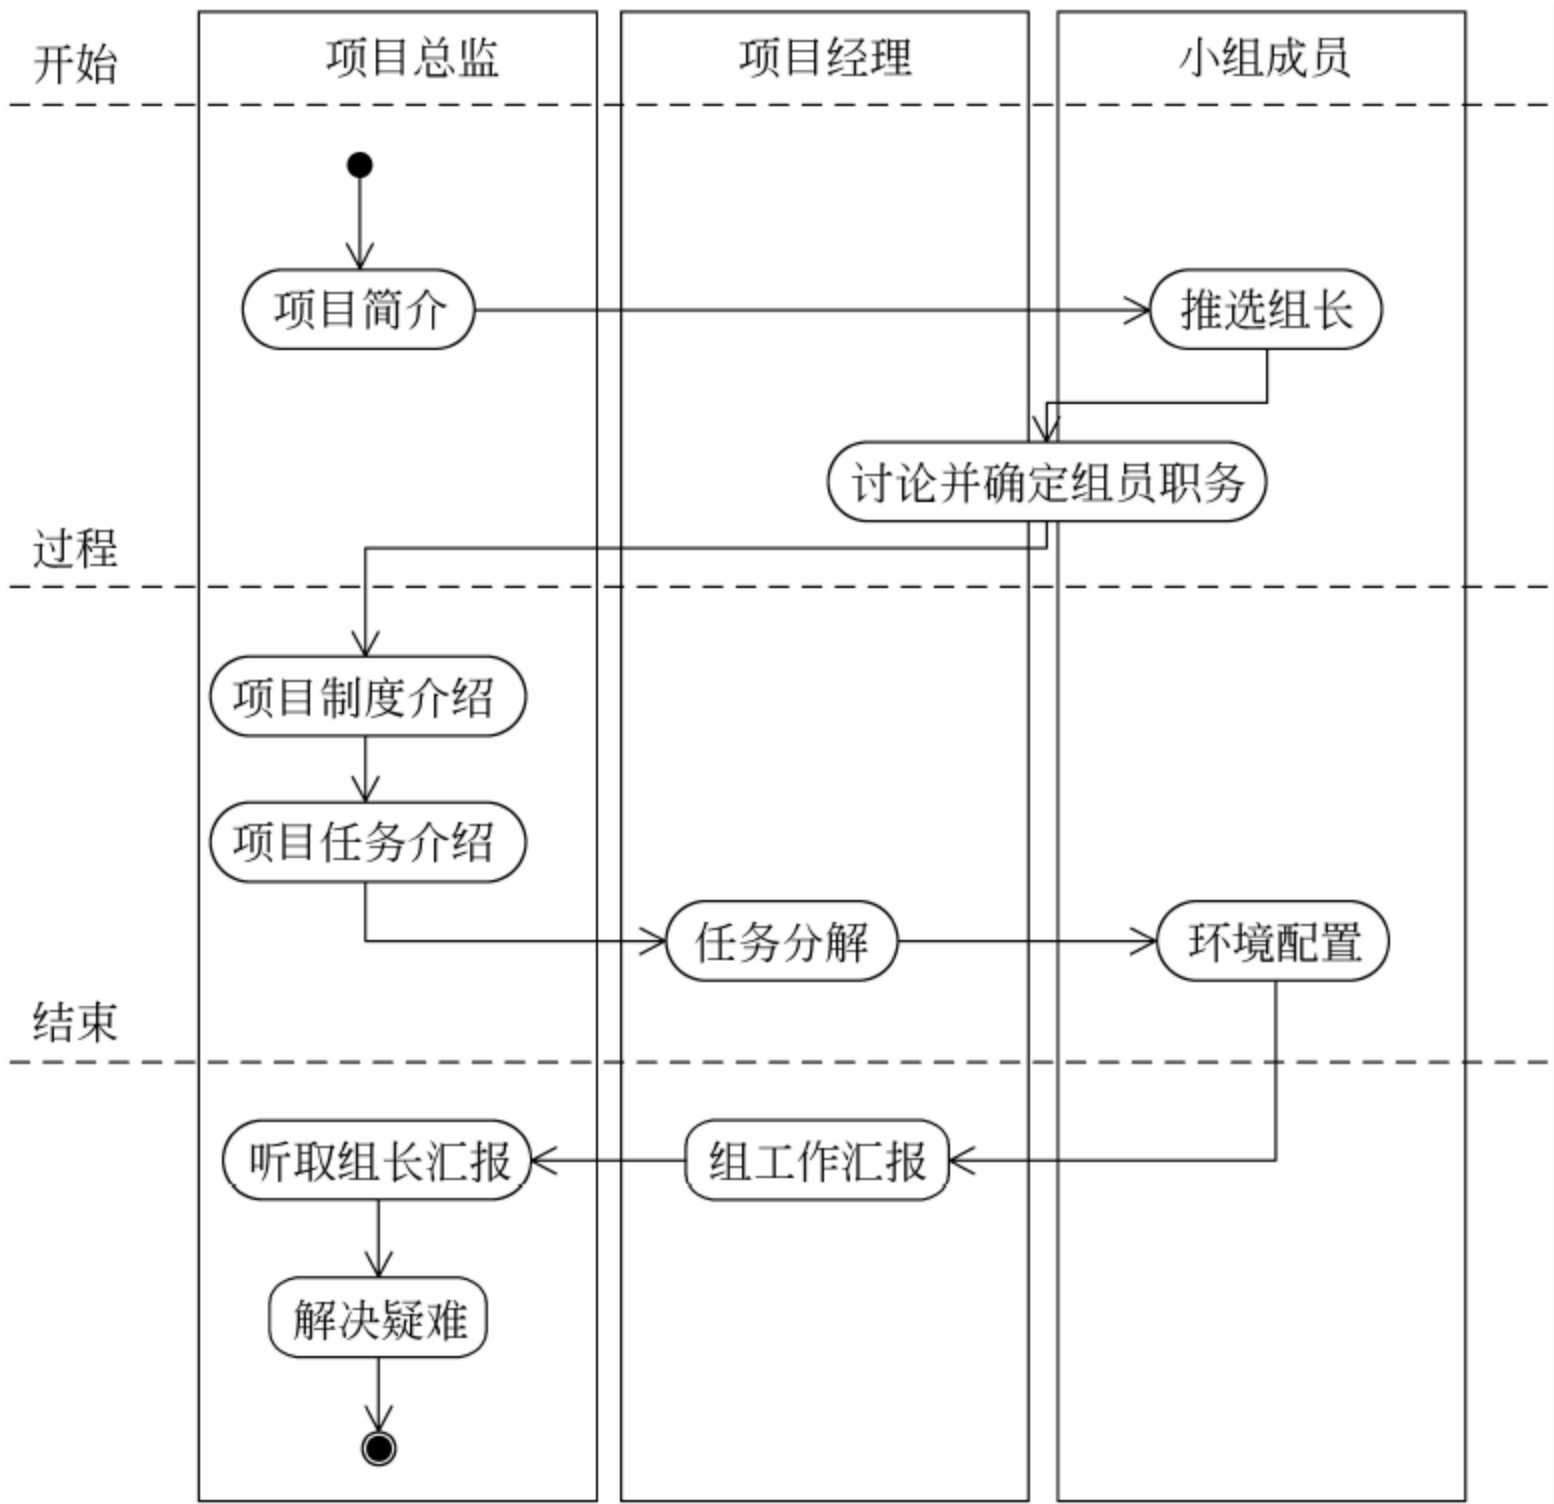 开始
项目总监
项目经理
小组成员
项目简介
推选组长
讨论并确定组员职务
过程
项目制度介绍
项目任务介绍
任务分解
环境配置
结束
听取组长汇报
组工作汇报
解决疑难